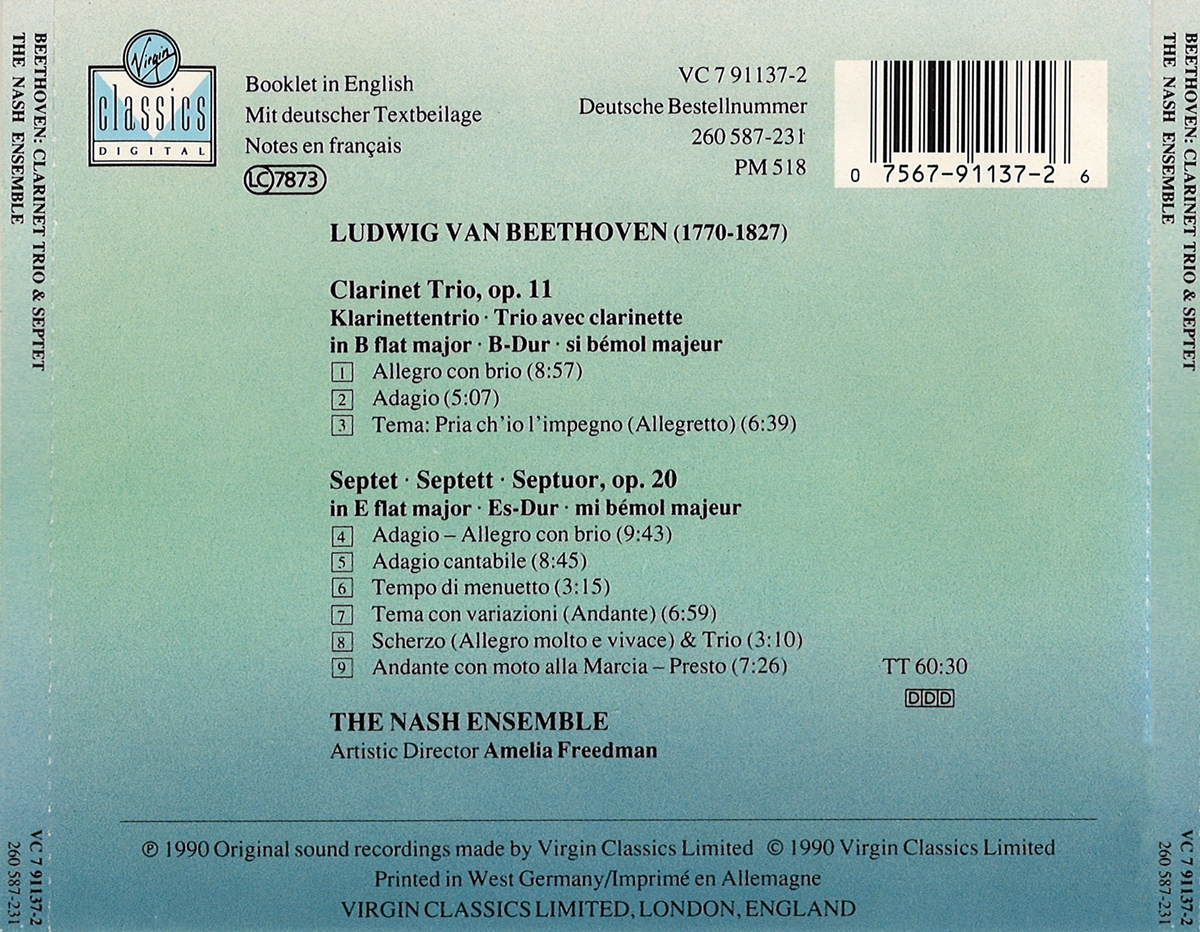 BEETHOVEN: CLARINET TRIO & SEPTET
THE NASH ENSEMBLE
VC 7 91137-2
260 587-231
Virgin
classics
DIGITAL
Booklet in English
Mit deutscher Textbeilage
Notes en français
LC 7873
VC 7 91137-2
Deutsche Bestellnummer
260 587-231
PM 518
0 7567-91137-2 6
LUDWIG VAN BEETHOVEN (1770-1827)
Clarinet Trio, op. 11
Klarinettentrio · Trio avec clarinette
in B flat major · B-Dur · si bémol majeur
1 Allegro con brio (8:57)
2 Adagio (5:07)
3 Tema: Pria ch'io l'impegno (Allegretto) (6:39)
Septet · Septett · Septuor, op. 20
in E flat major · Es-Dur · mi bémol majeur
4 Adagio – Allegro con brio (9:43)
5 Adagio cantabile (8:45)
6 Tempo di menuetto (3:15)
7 Tema con variazioni (Andante) (6:59)
8 Scherzo (Allegro molto e vivace) & Trio (3:10)
9 Andante con moto alla Marcia – Presto (7:26)
TT 60:30
DDD
THE NASH ENSEMBLE
Artistic Director Amelia Freedman
℗ 1990 Original sound recordings made by Virgin Classics Limited © 1990 Virgin Classics Limited
Printed in West Germany/Imprimé en Allemagne
VIRGIN CLASSICS LIMITED, LONDON, ENGLAND
BEETHOVEN: CLARINET TRIO & SEPTET
THE NASH ENSEMBLE
VC 7 91137-2
260 587-231